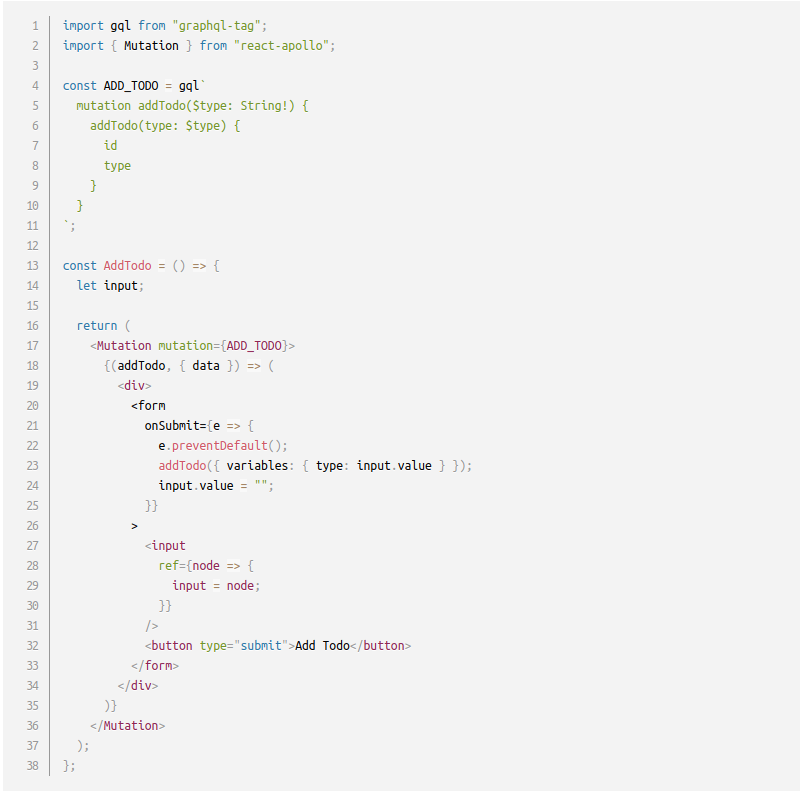 1 import gql from "graphql-tag";
2 import { Mutation } from "react-apollo";
3
4 const ADD_TODO = gql`
5   mutation addTodo($type: String!) {
6     addTodo(type: $type) {
7       id
8       type
9     }
10   }
11 `;
12
13 const AddTodo = () => {
14   let input;
15
16   return (
17     <Mutation mutation={ADD_TODO}>
18       {(addTodo, { data }) => (
19         <div>
20           <form
21             onSubmit={e => {
22               e.preventDefault();
23               addTodo({ variables: { type: input.value } });
24               input.value = "";
25             }}
26           >
27             <input
28               ref={node => {
29                 input = node;
30               }}
31             />
32             <button type="submit">Add Todo</button>
33           </form>
34         </div>
35       )}
36     </Mutation>
37   );
38 };